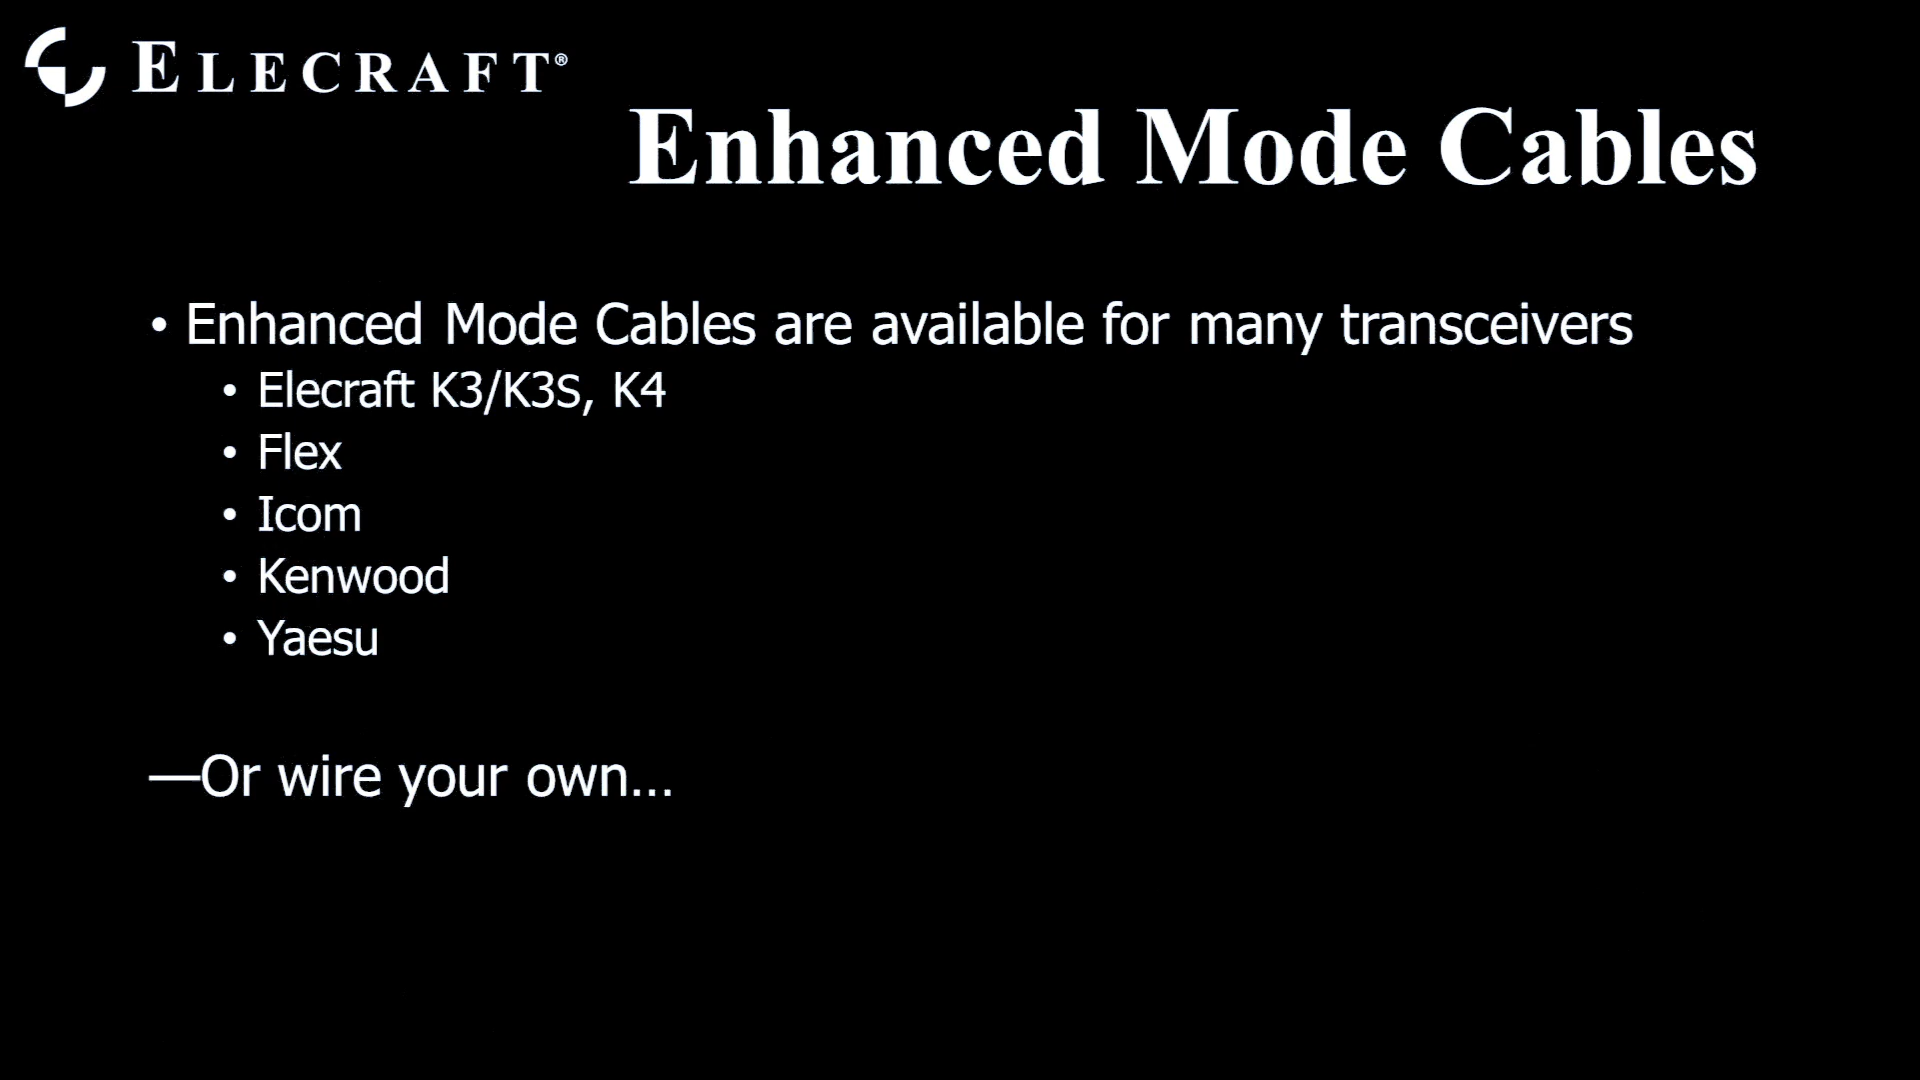 ELECRAFT®
Enhanced Mode Cables
• Enhanced Mode Cables are available for many transceivers
• Elecraft K3/K3S, K4
• Flex
• Icom
• Kenwood
• Yaesu
—Or wire your own…